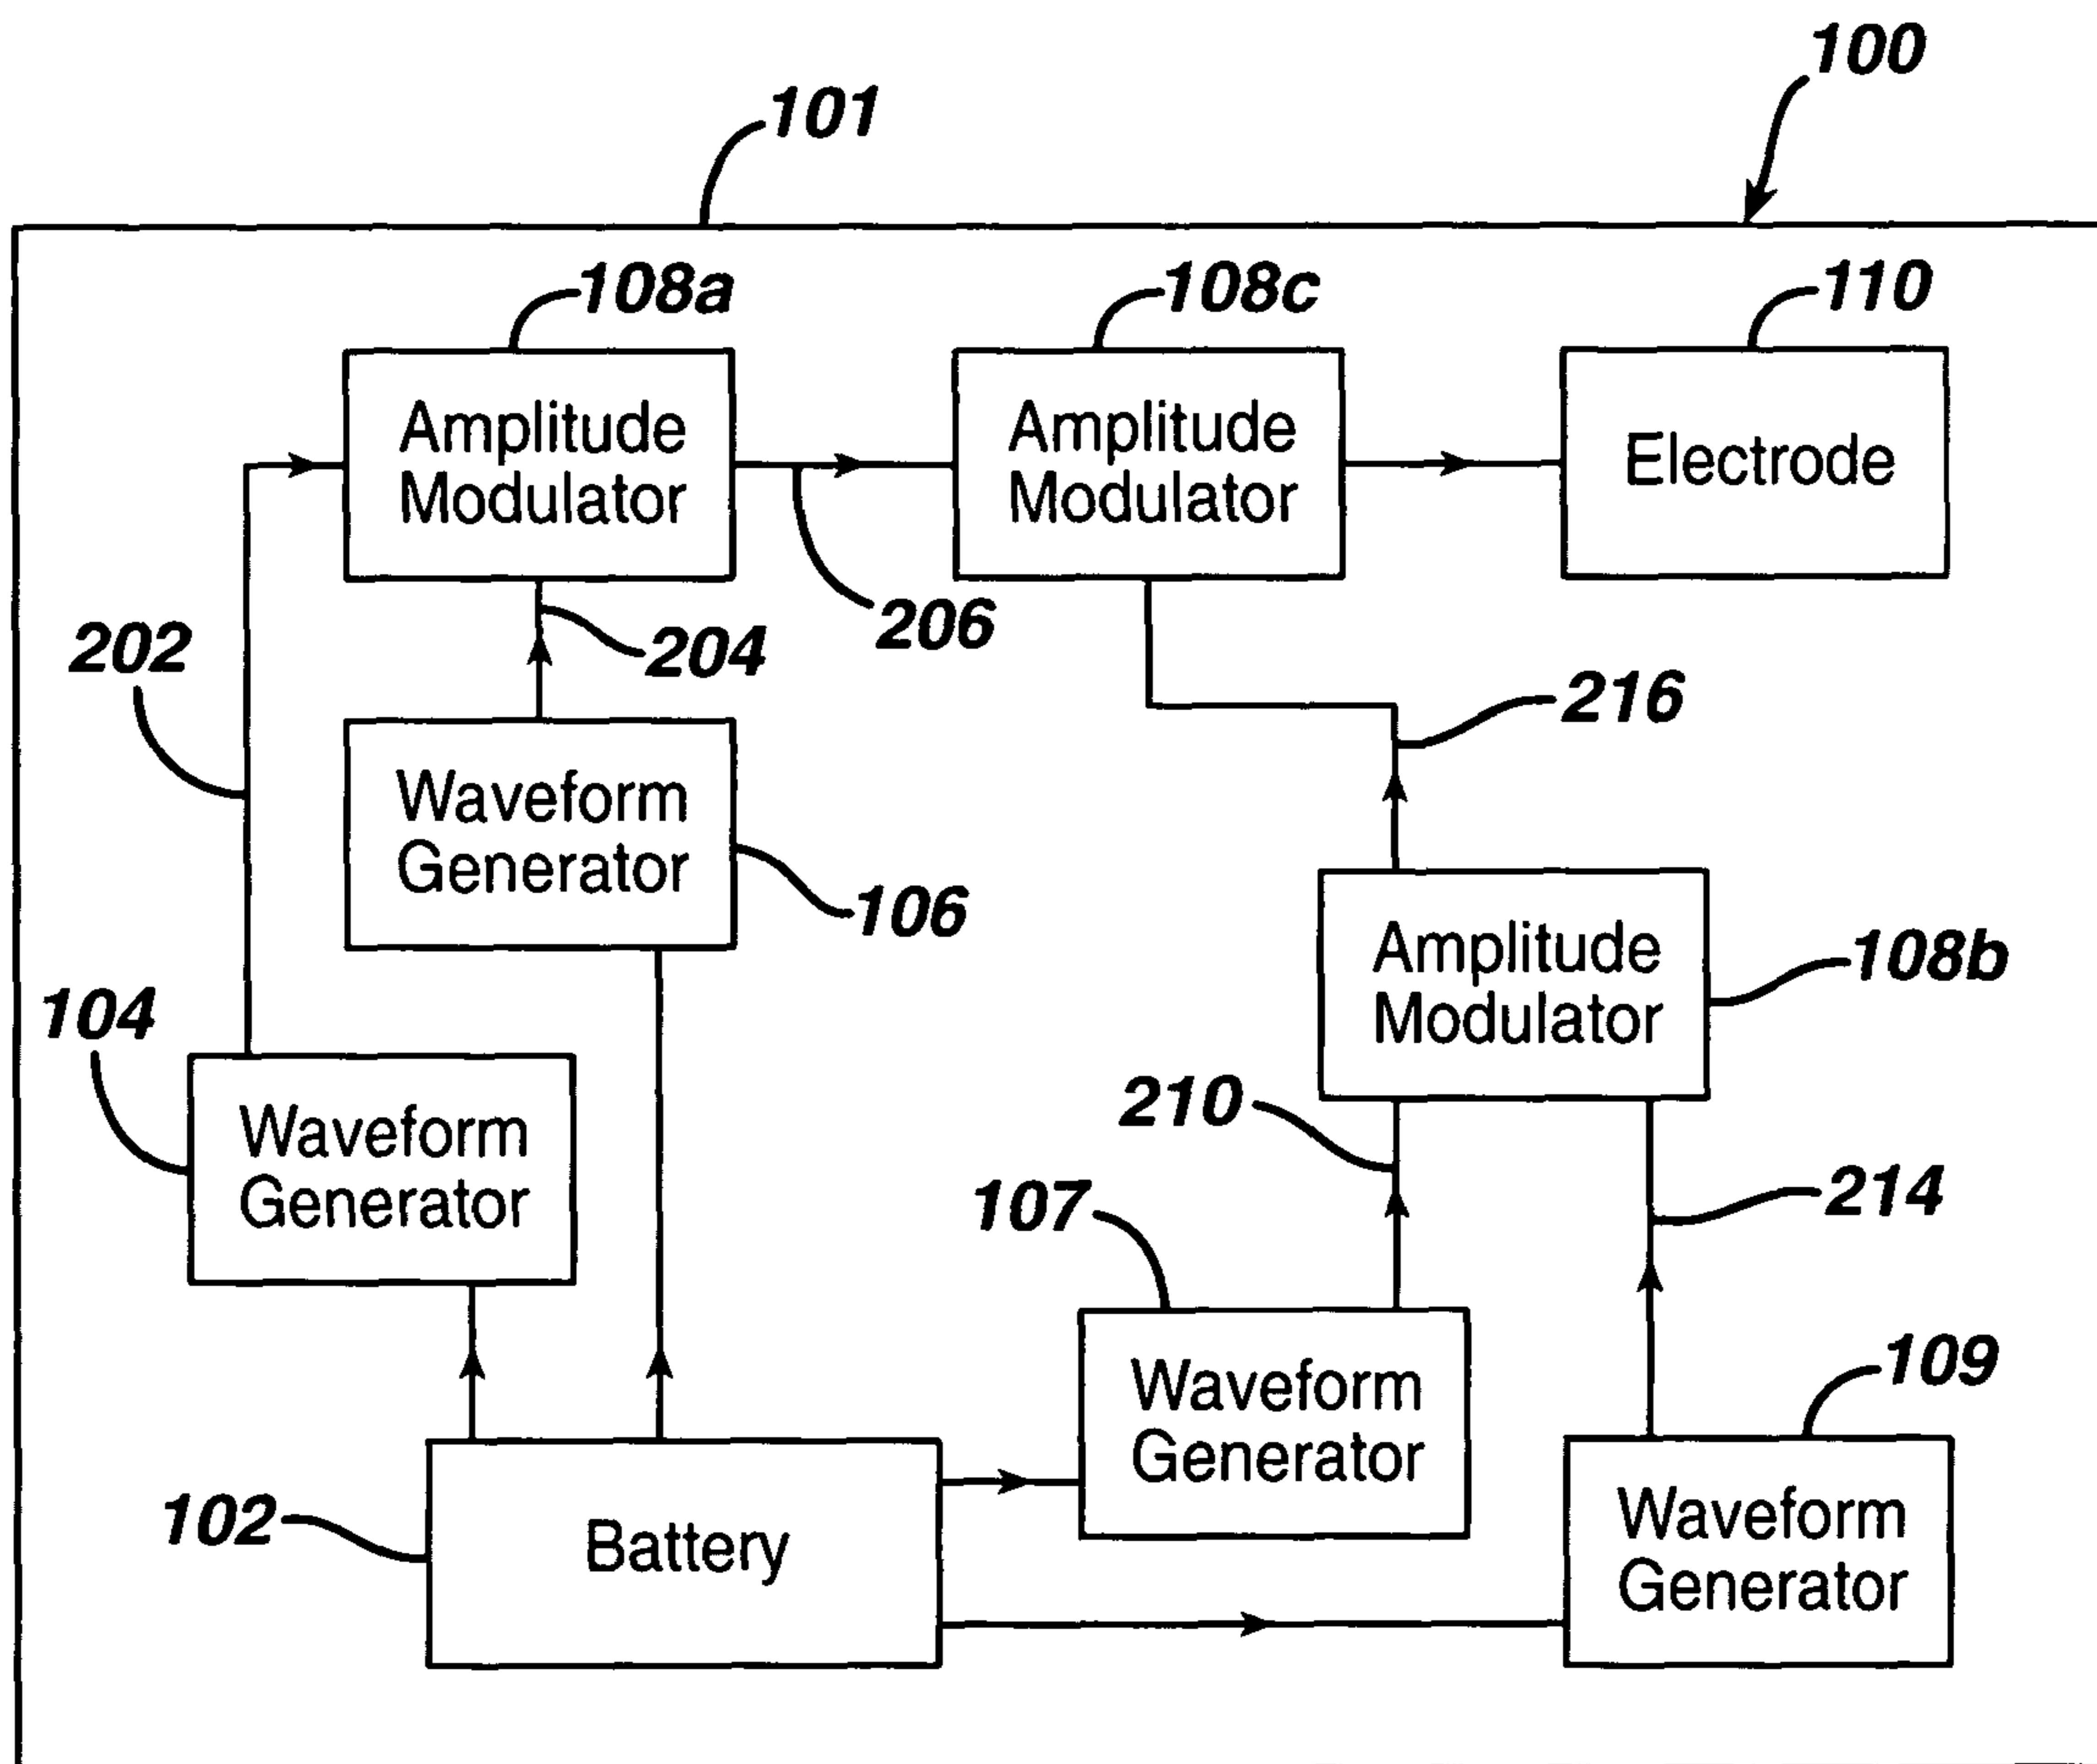 100
101
108a
108c
110
Amplitude
Modulator
Amplitude
Modulator
Electrode
202
204
206
216
Waveform
Generator
106
Amplitude
Modulator
108b
104
Waveform
Generator
210
107
214
Waveform
Generator
109
102
Battery
Waveform
Generator